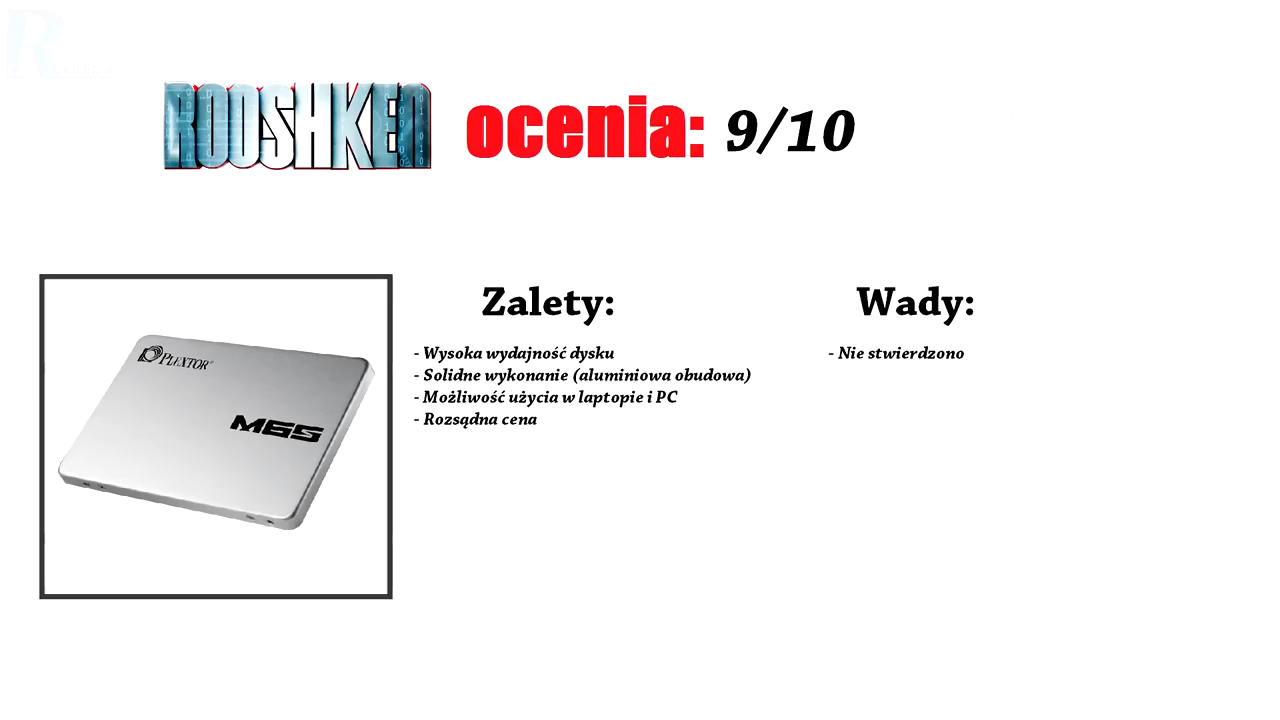 ROOSHKEN ocenia: 9/10
Zalety:
- Wysoka wydajność dysku
- Solidne wykonanie (aluminiowa obudowa)
- Możliwość użycia w laptopie i PC
- Rozsądna cena
Wady:
- Nie stwierdzono
PLEXTOR®
M6S